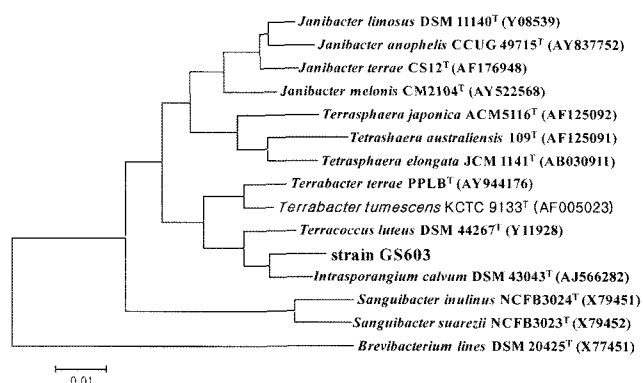 Janibacter limosus DSM 11140T (Y08539)
Janibacter anophelis CCUG 49715T (AY837752)
Janibacter terrae CS12T (AF176948)
Janibacter melonis CM2104T (AY522568)
Terrasphaera japonica ACM5116T (AF125092)
Tetrashaera australiensis 109T (AF125091)
Tetrasphaera elongata JCM 1141T (AB030911)
Terrabacter terrae PPLBT (AY944176)
Terrabacter tumescens KCTC 9133T (AF005023)
Terracoccus luteus DSM 44267T (Y11928)
strain GS603
Intrasporangium calvum DSM 43043T (AJ566282)
Sanguibacter inulinus NCFB3024T (X79451)
Sanguibacter suarezii NCFB3023T (X79452)
Brevibacterium lines DSM 20425T (X77451)
0.01